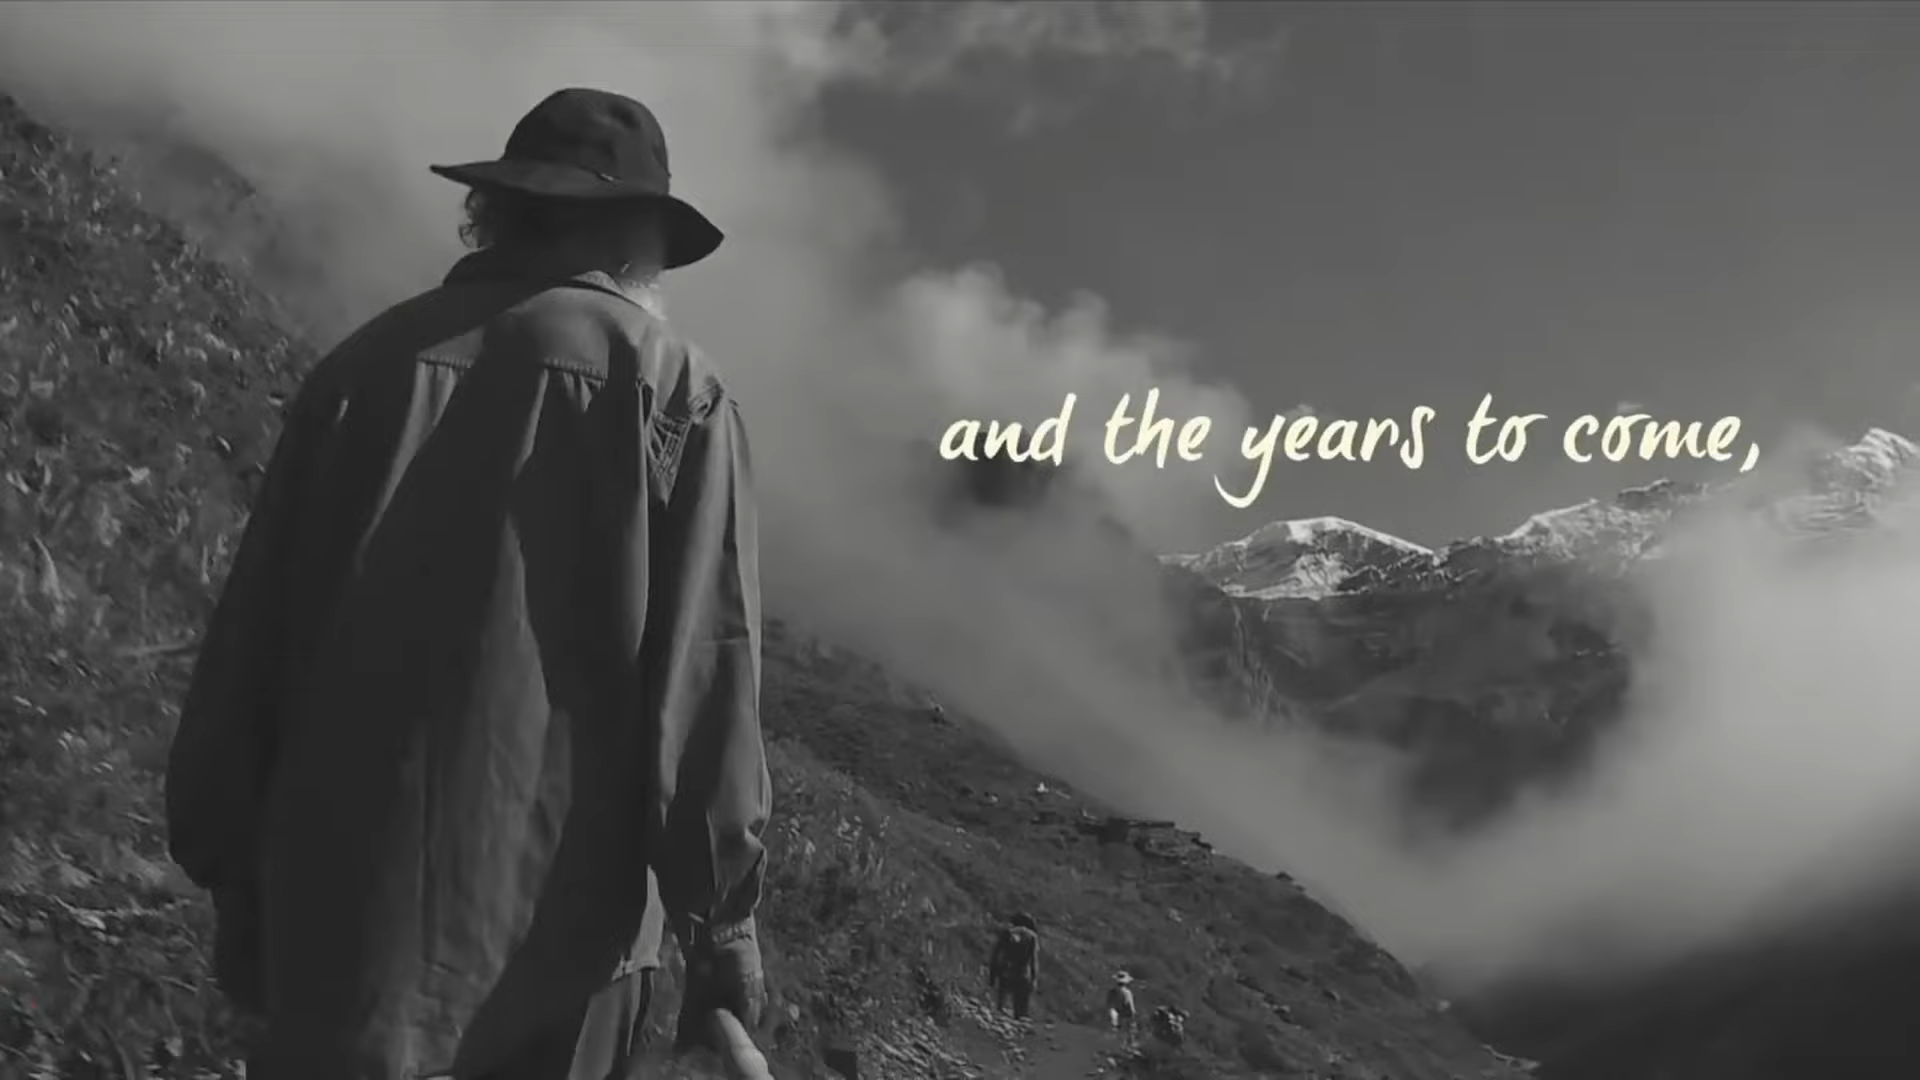 and the years to come,